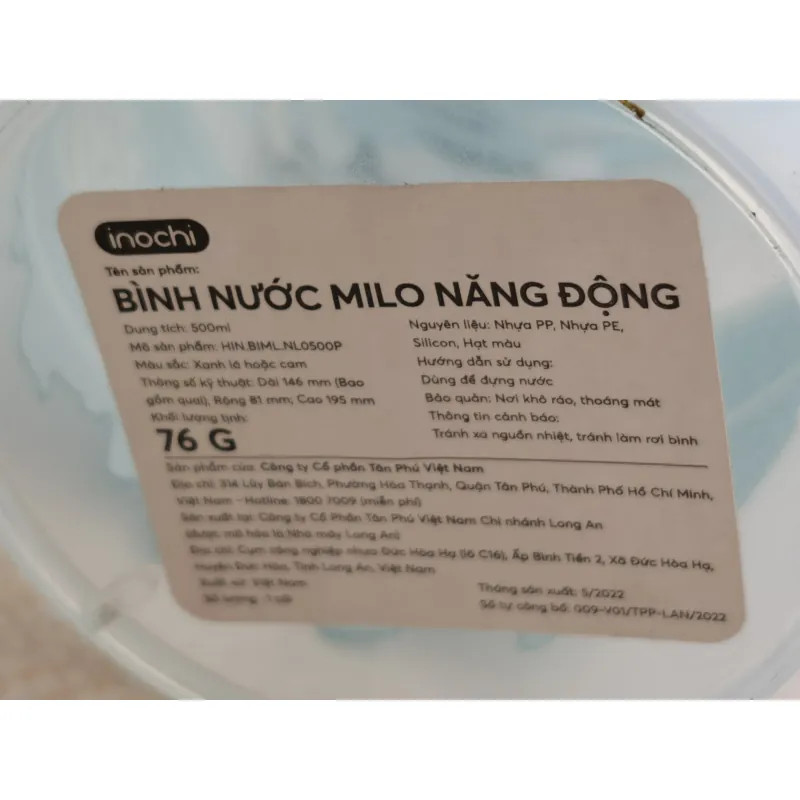 inochi
Tên sản phẩm:
BÌNH NƯỚC MILO NĂNG ĐỘNG
Dung tích: 500ml
Mã sản phẩm: HIN.BIML.NL0500P
Màu sắc: Xanh lá hoặc cam
Thông số kỹ thuật: Dài 146 mm (Bao
gồm quai), Rộng 81 mm; Cao 195 mm
Khối lượng tịnh:
76 G
Nguyên liệu: Nhựa PP, Nhựa PE,
Silicon, Hạt màu
Hướng dẫn sử dụng:
Dùng để đựng nước
Bảo quản: Nơi khô ráo, thoáng mát
Thông tin cảnh báo:
Tránh xa nguồn nhiệt, tránh làm rơi bình
Sản phẩm của: Công ty Cổ phần Tân Phú Việt Nam
Địa chỉ: 314 Lũy Bán Bích, Phường Hòa Thạnh, Quận Tân Phú, Thành Phố Hồ Chí Minh,
Việt Nam - Hotline: 1800 7009 (miễn phí)
Sản xuất tại: Công ty Cổ Phần Tân Phú Việt Nam Chi nhánh Long An
(được mã hóa là Nhà máy Long An)
Địa chỉ: Cụm công nghiệp nhựa Đức Hòa Hạ (lô C16), Ấp Bình Tiền 2, Xã Đức Hòa Hạ,
Huyện Đức Hòa, Tỉnh Long An, Việt Nam
Xuất xứ: Việt Nam
Số lượng: 1 cái
Tháng sản xuất: 5/2022
Số tự công bố: 009-V01/TPP-LAN/2022